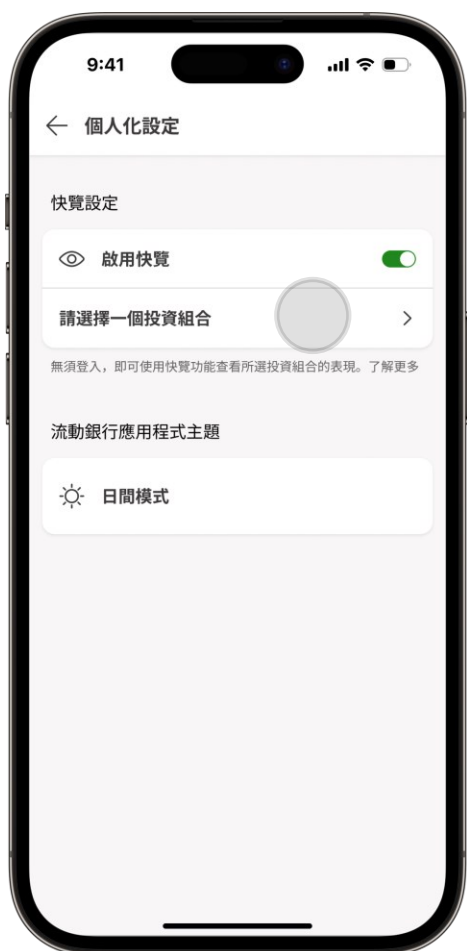 9:41
個人化設定
快覽設定
啟用快覽
請選擇一個投資組合
無須登入，即可使用快覽功能查看所選投資組合的表現。了解更多
流動銀行應用程式主題
日間模式